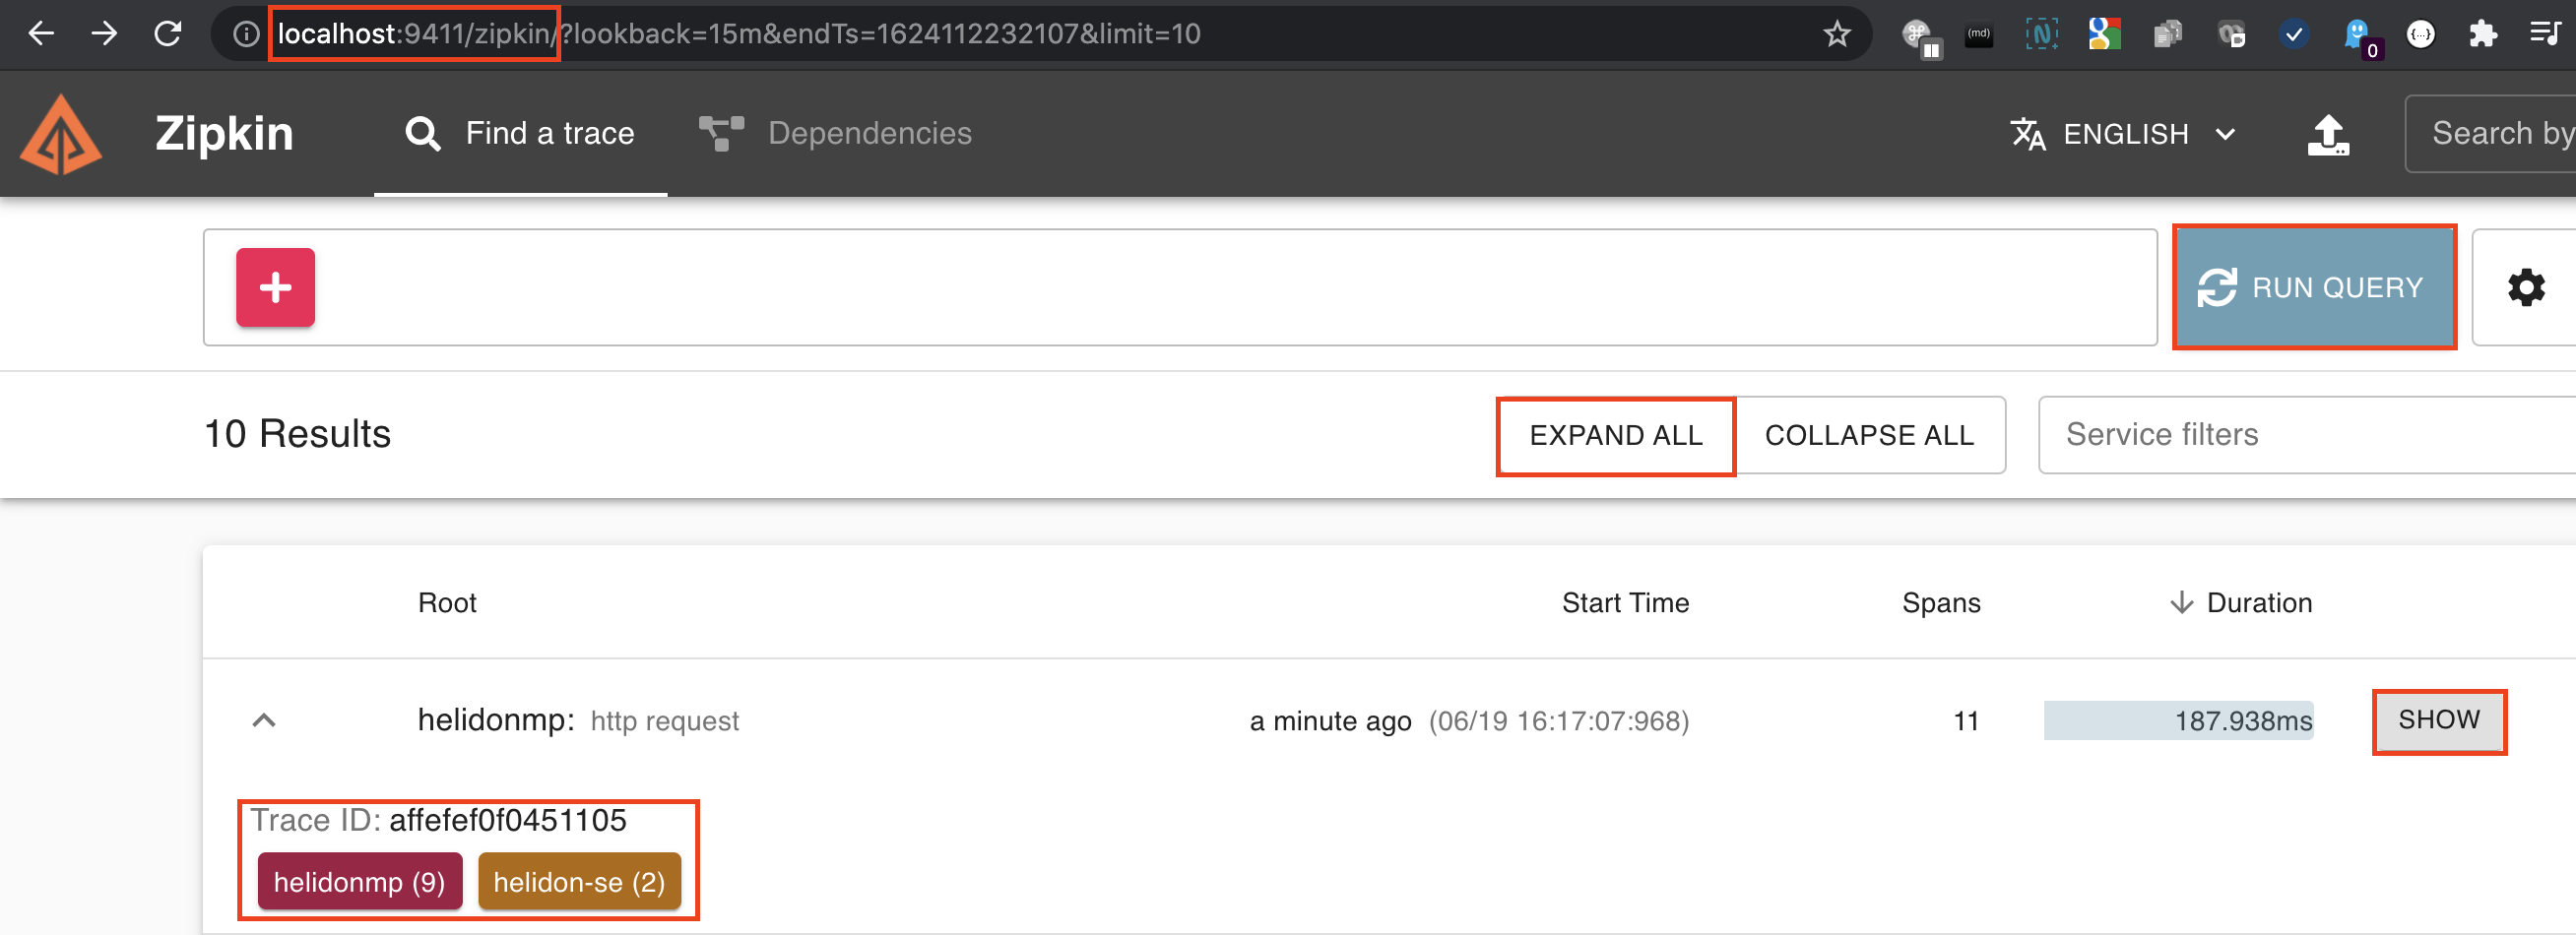 localhost:9411/zipkin/?lookback=15m&endTs=1624112232107&limit=10
(md)
N
0
{...}
Zipkin
Find a trace
Dependencies
ENGLISH
Search by
RUN QUERY
10 Results
EXPAND ALL
COLLAPSE ALL
Service filters
Root
Start Time
Spans
Duration
helidonmp: http request
a minute ago (06/19 16:17:07:968)
11
187.938ms
SHOW
Trace ID: affefef0f0451105
helidonmp (9)
helidon-se (2)